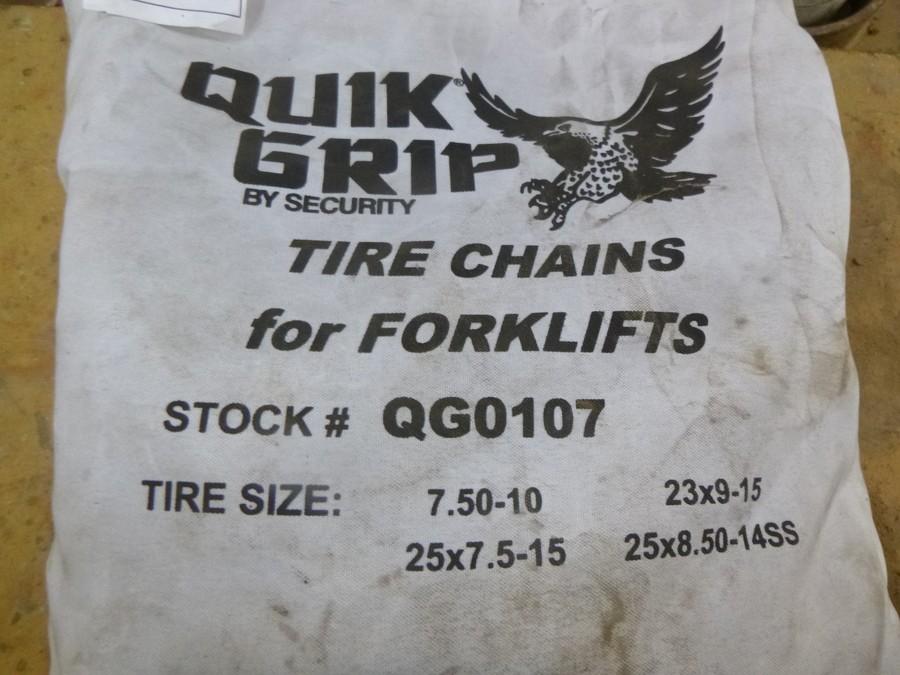 QUIK®
GRIP
BY SECURITY
TIRE CHAINS
for FORKLIFTS
STOCK # QG0107
TIRE SIZE: 7.50-10 23x9-15
25x7.5-15 25x8.50-14SS